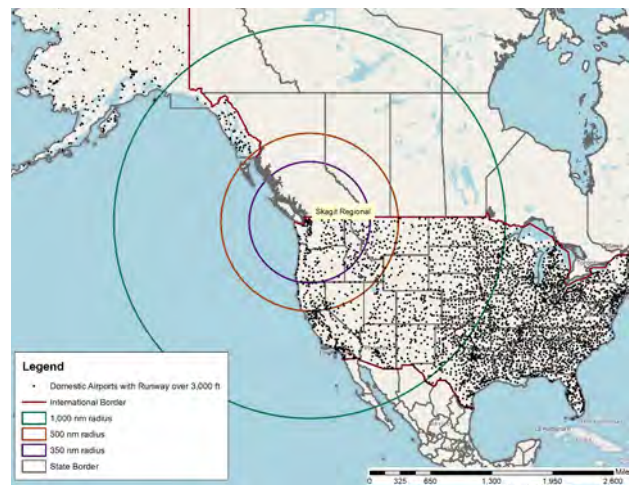 Skagit Regional
Legend
Domestic Airports with Runway over 3,000 ft
International Border
1,000 nm radius
500 nm radius
350 nm radius
State Border
Miles
0 325 650 1,300 1,950 2,600